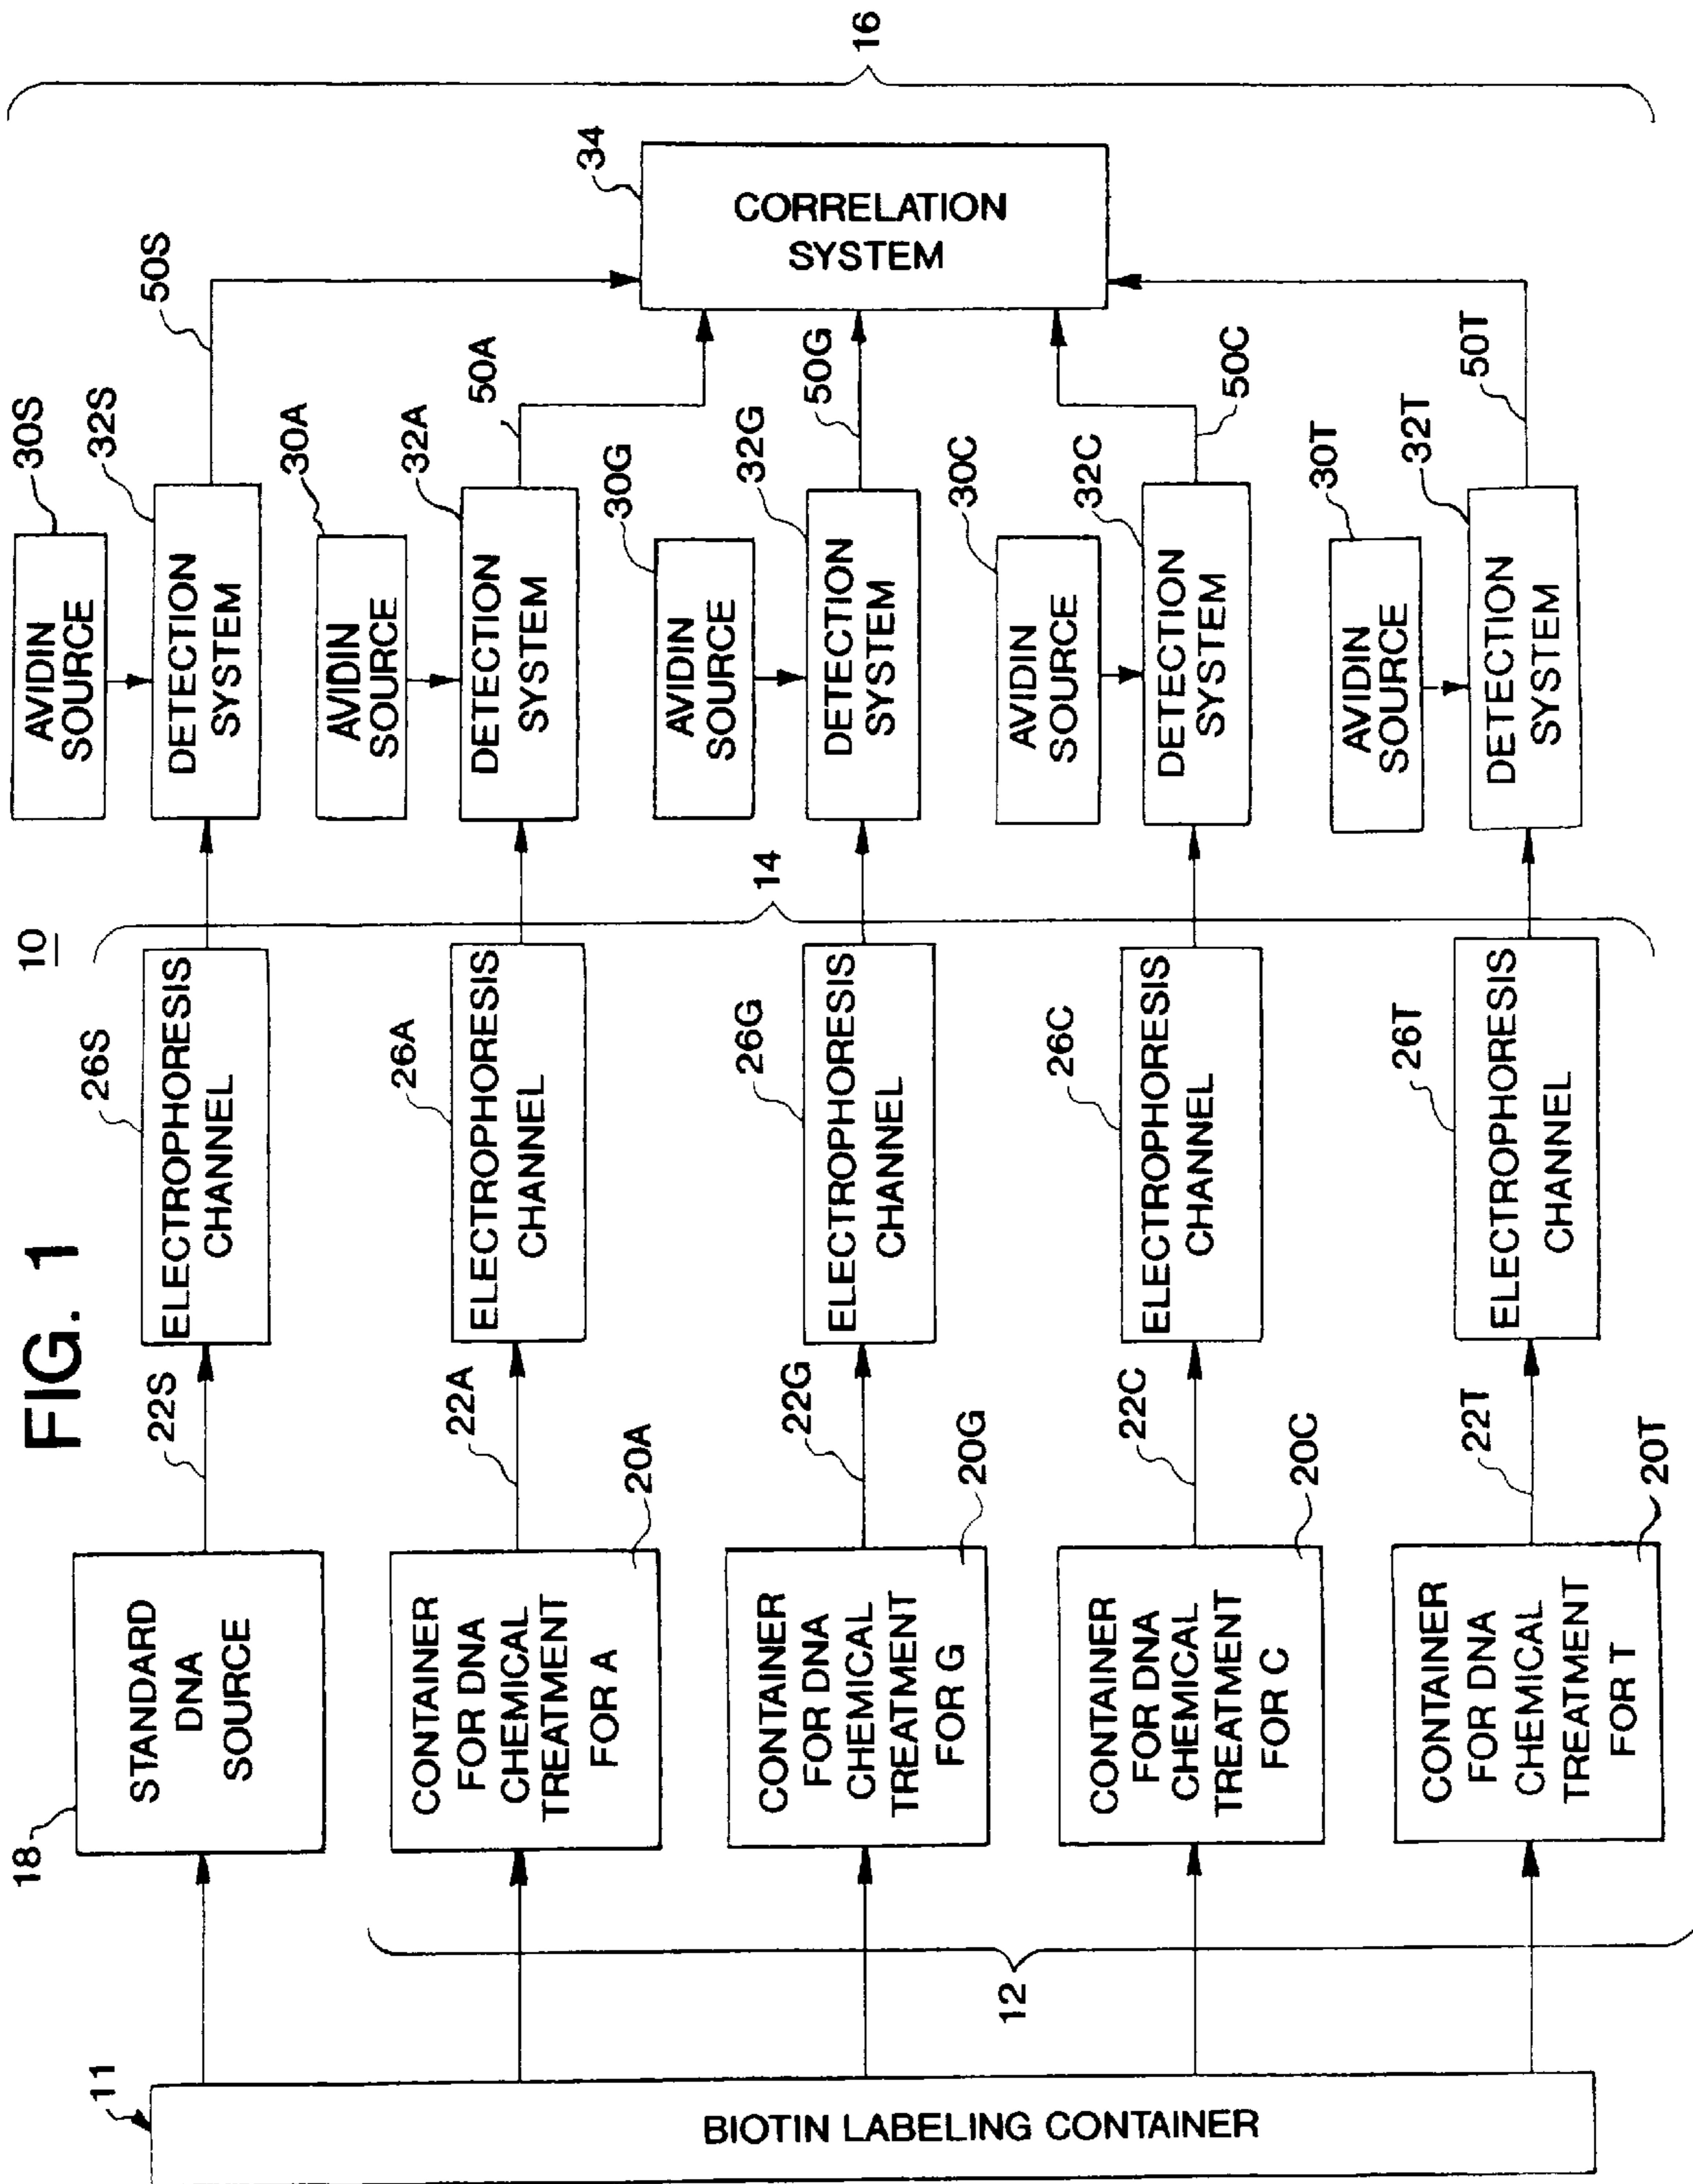 FIG. 1
10
11
BIOTIN LABELING CONTAINER
12
18
STANDARD
DNA
SOURCE
22S
26S
ELECTROPHORESIS
CHANNEL
30S
AVIDIN
SOURCE
32S
DETECTION
SYSTEM
50S
CONTAINER
FOR DNA
CHEMICAL
TREATMENT
FOR A
20A
22A
26A
ELECTROPHORESIS
CHANNEL
30A
AVIDIN
SOURCE
32A
DETECTION
SYSTEM
50A
CONTAINER
FOR DNA
CHEMICAL
TREATMENT
FOR G
20G
22G
26G
ELECTROPHORESIS
CHANNEL
14
30G
AVIDIN
SOURCE
32G
DETECTION
SYSTEM
50G
CONTAINER
FOR DNA
CHEMICAL
TREATMENT
FOR C
20C
22C
26C
ELECTROPHORESIS
CHANNEL
30C
AVIDIN
SOURCE
32C
DETECTION
SYSTEM
50C
CONTAINER
FOR DNA
CHEMICAL
TREATMENT
FOR T
20T
22T
26T
ELECTROPHORESIS
CHANNEL
30T
AVIDIN
SOURCE
32T
DETECTION
SYSTEM
50T
34
CORRELATION
SYSTEM
16